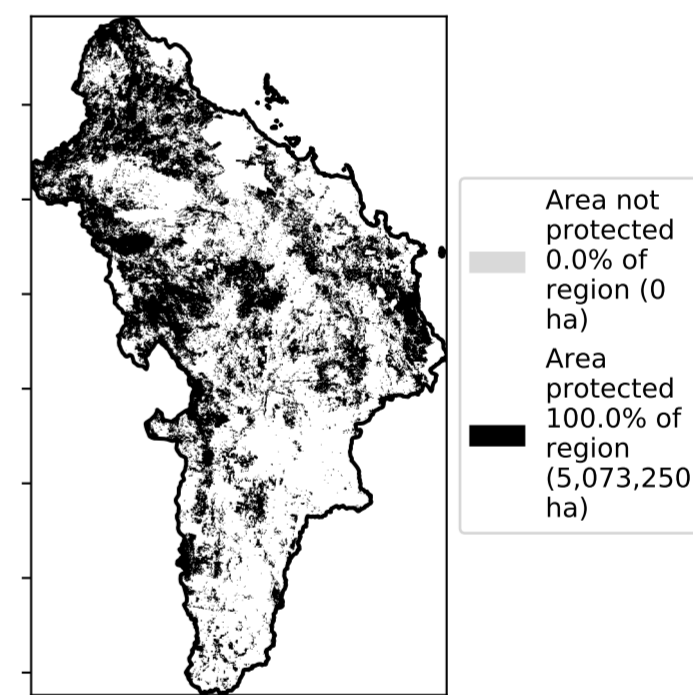 Area not
protected
0.0% of
region (0
ha)
Area
protected
100.0% of
region
(5,073,250
ha)